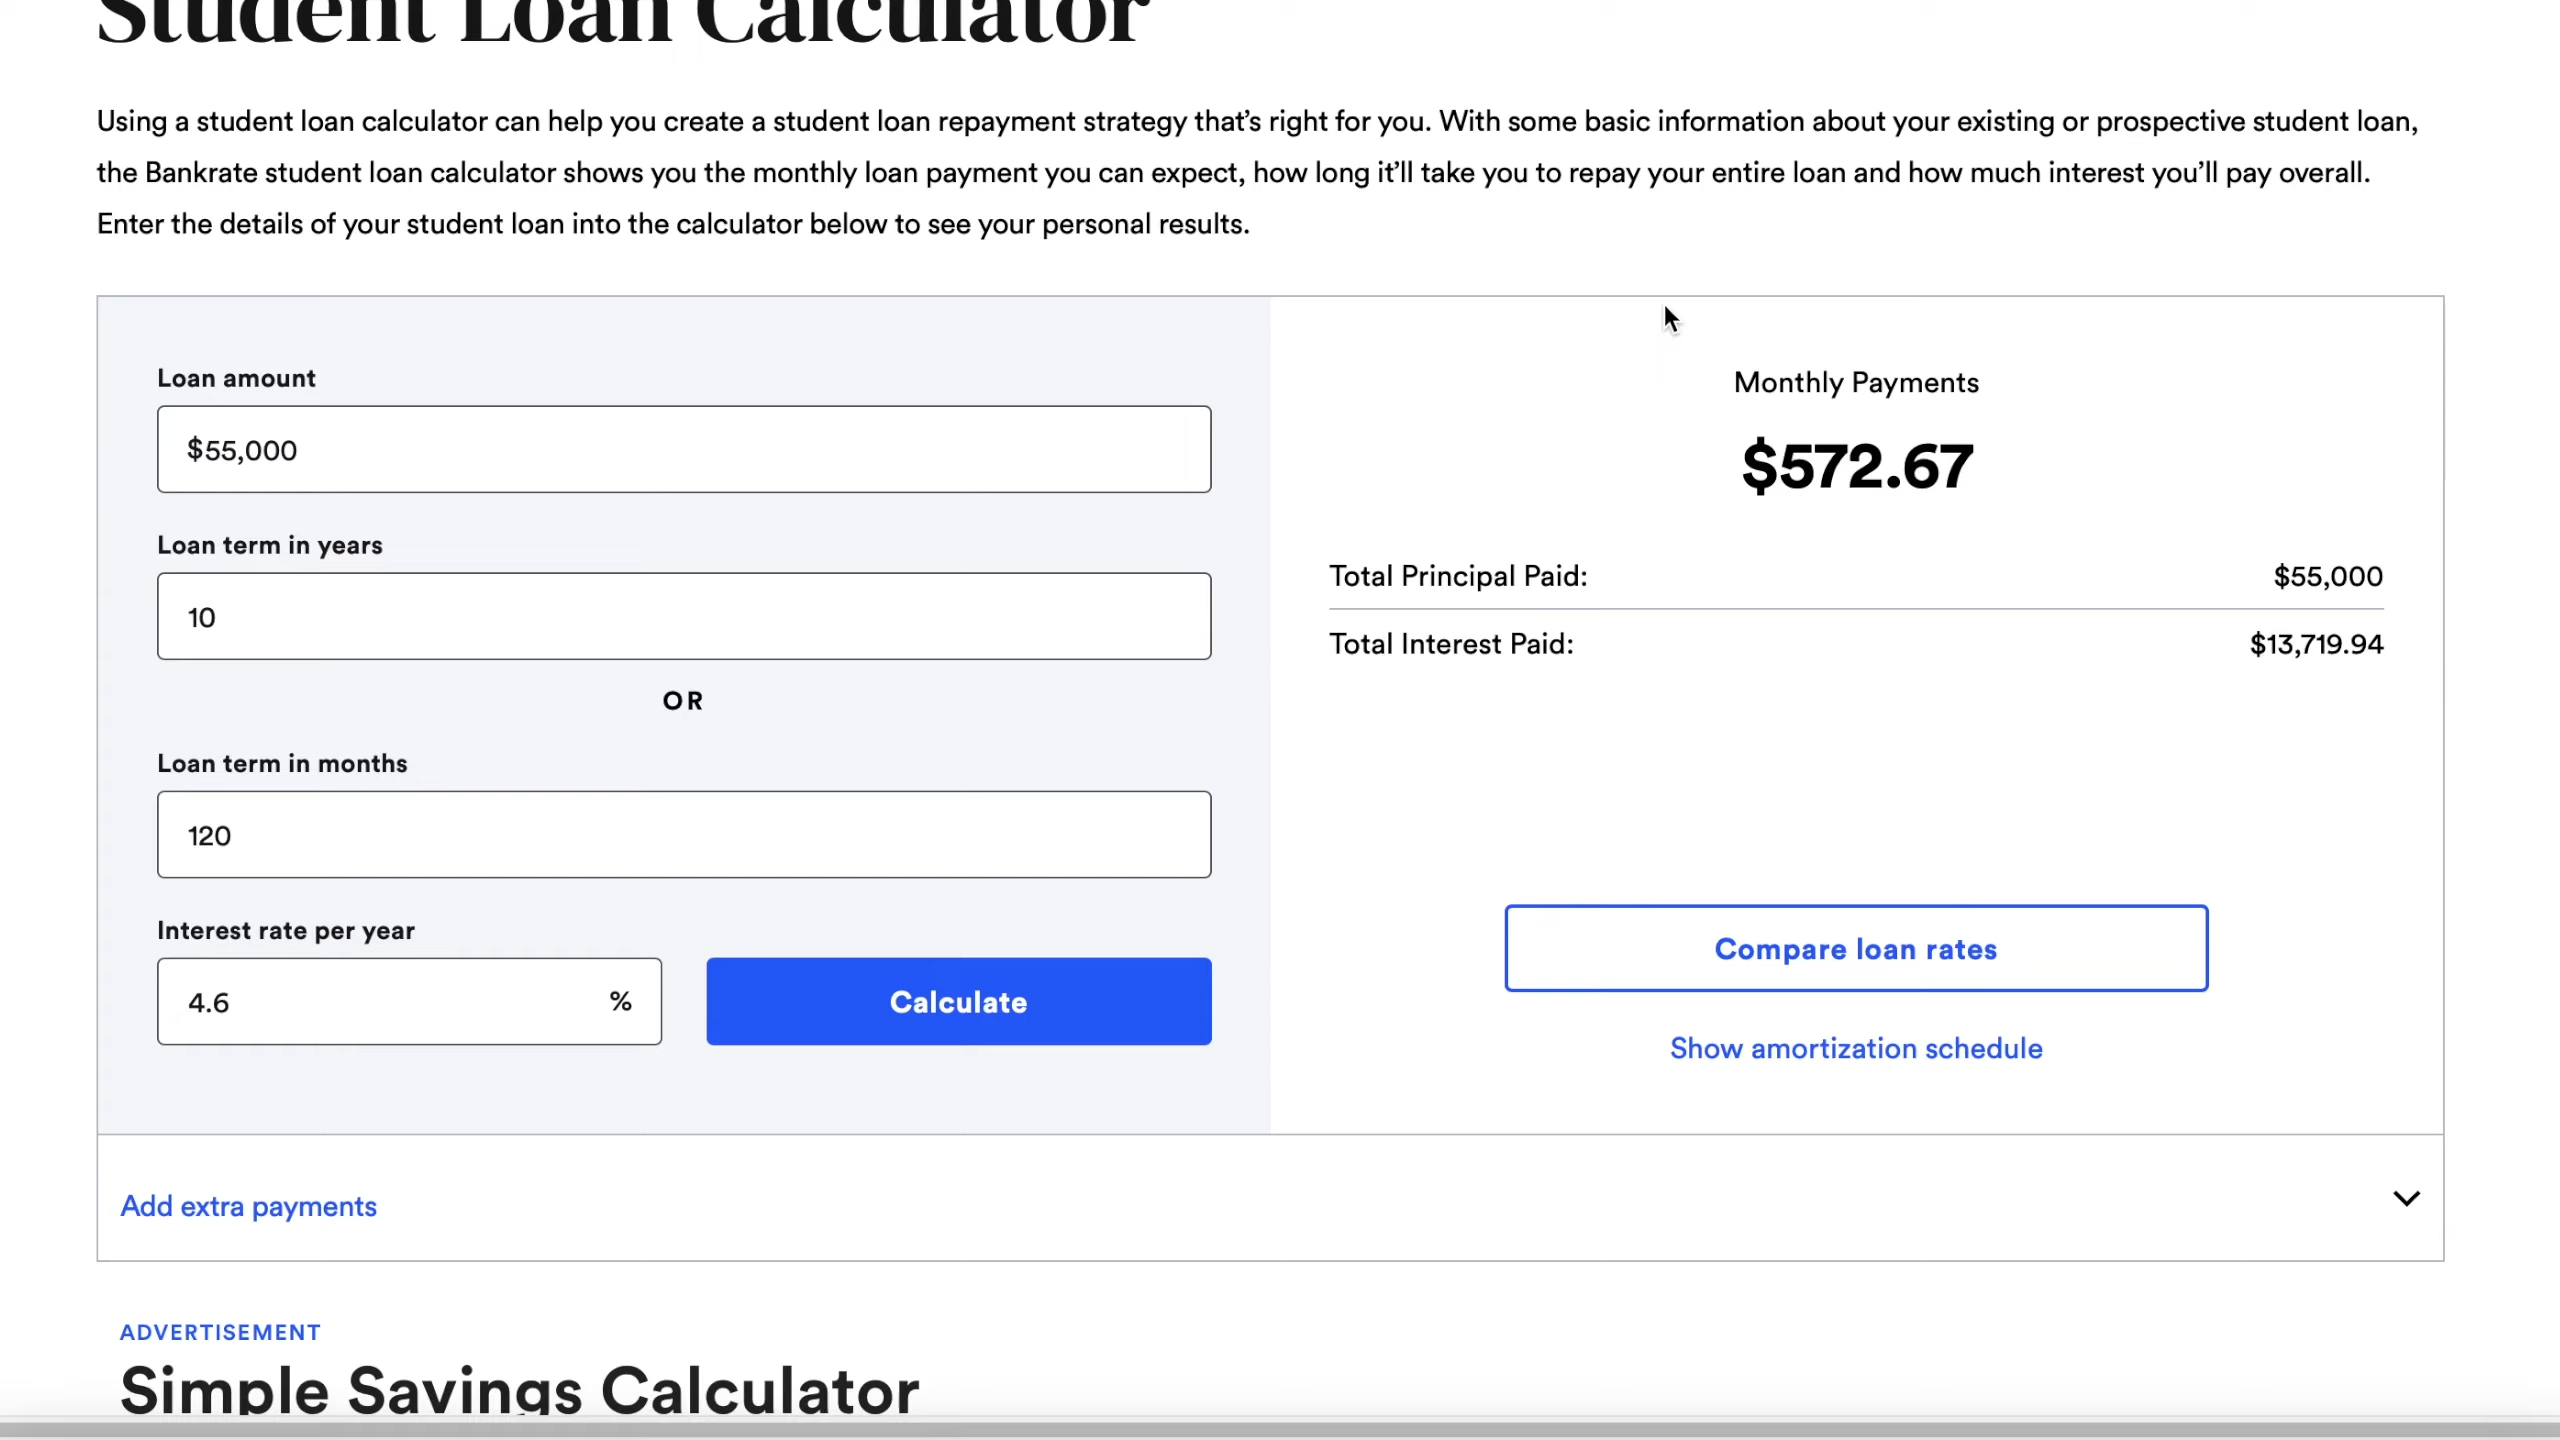 Student Loan Calculator
Using a student loan calculator can help you create a student loan repayment strategy that’s right for you. With some basic information about your existing or prospective student loan,
the Bankrate student loan calculator shows you the monthly loan payment you can expect, how long it’ll take you to repay your entire loan and how much interest you’ll pay overall.
Enter the details of your student loan into the calculator below to see your personal results.
Loan amount
$55,000
Loan term in years
10
OR
Loan term in months
120
Interest rate per year
4.6 %
Calculate
Monthly Payments
$572.67
Total Principal Paid: $55,000
Total Interest Paid: $13,719.94
Compare loan rates
Show amortization schedule
Add extra payments
ADVERTISEMENT
Simple Savings Calculator